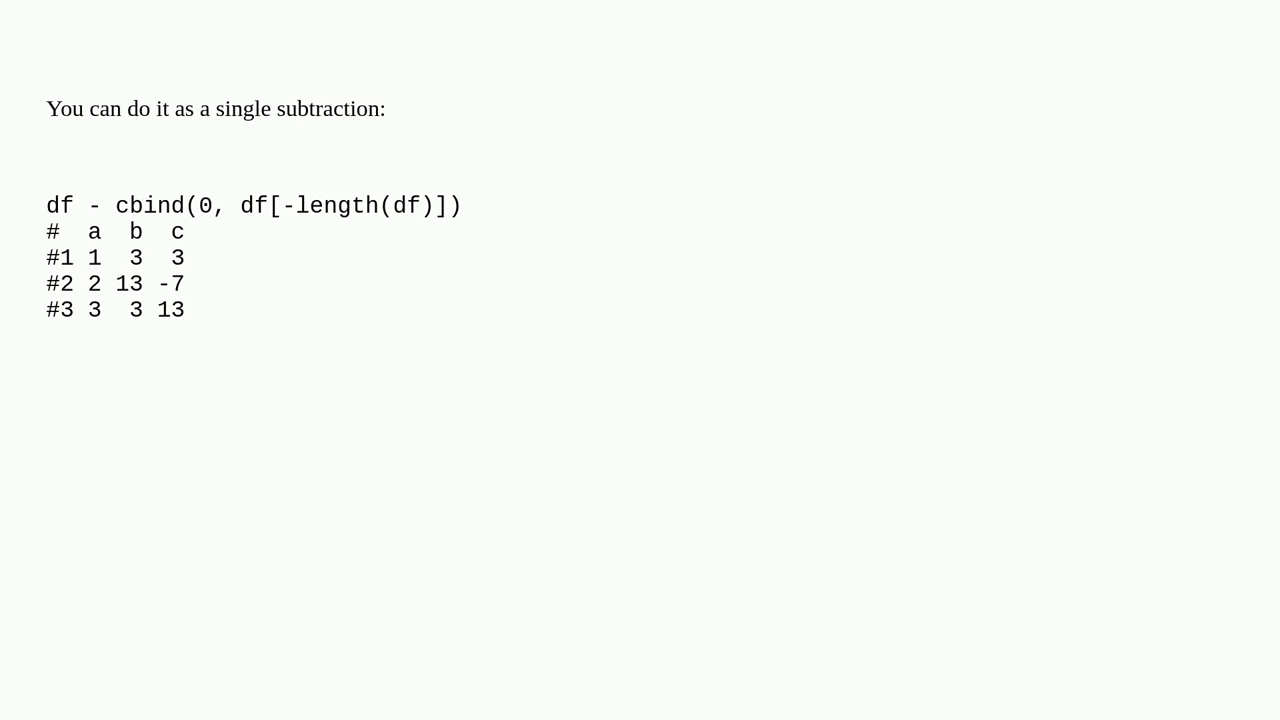 You can do it as a single subtraction:
df - cbind(0, df[-length(df)])
#  a  b  c
#1 1  3  3
#2 2 13 -7
#3 3  3 13